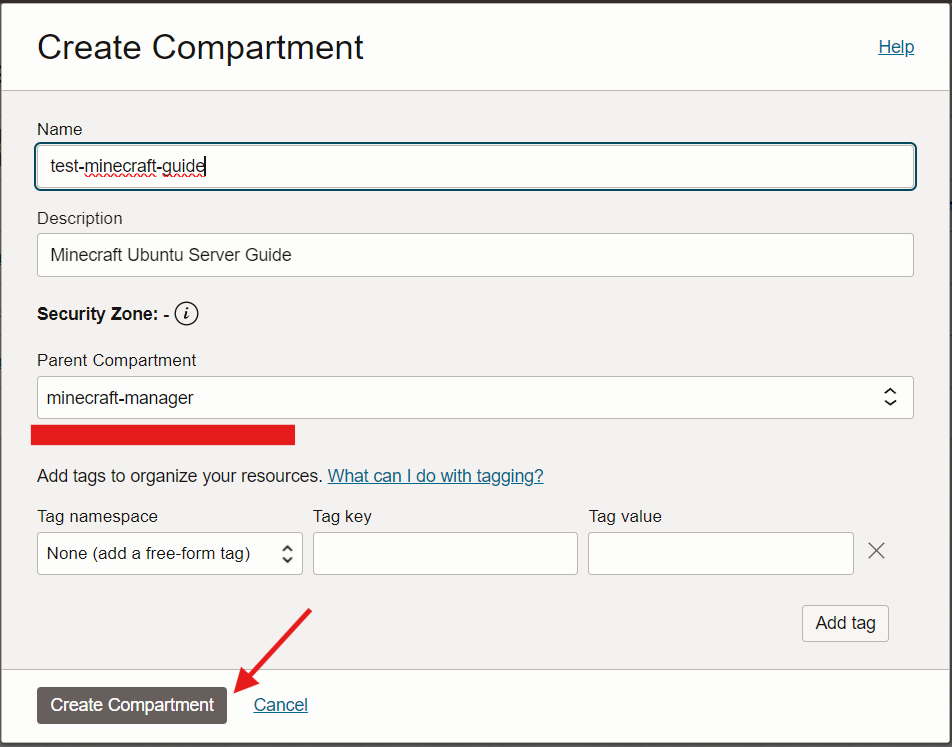 Create Compartment
Help
Name
test-minecraft-guide
Description
Minecraft Ubuntu Server Guide
Security Zone: - i
Parent Compartment
minecraft-manager
Add tags to organize your resources. What can I do with tagging?
Tag namespace Tag key Tag value
None (add a free-form tag)
Add tag
Create Compartment Cancel